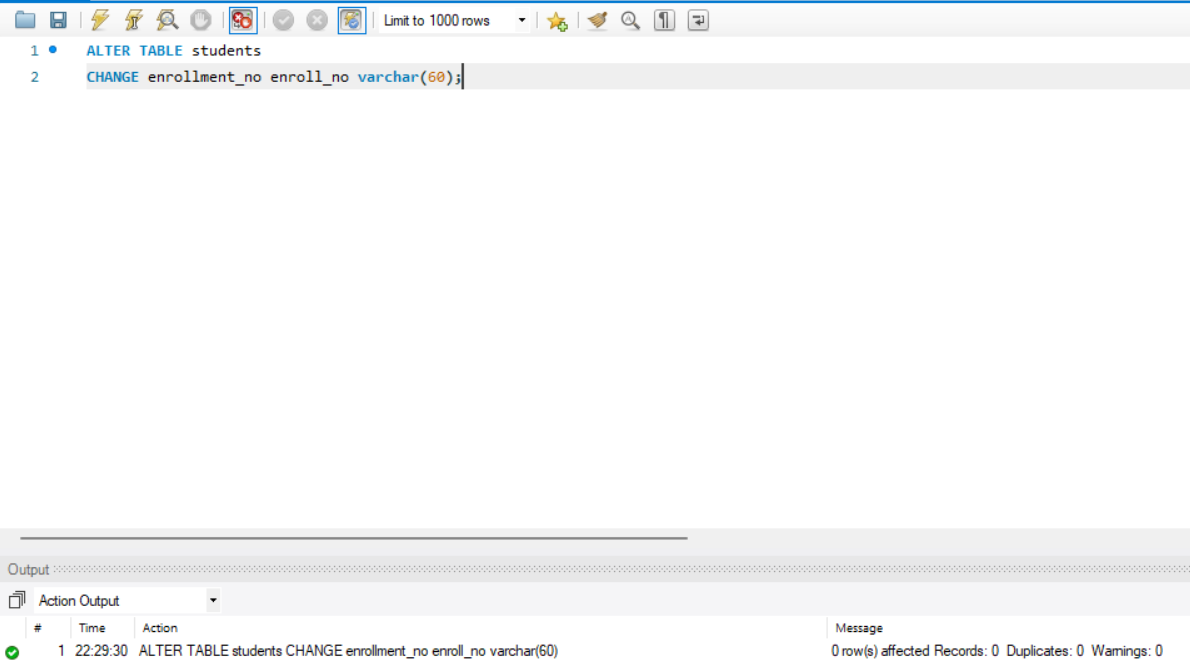 Limit to 1000 rows
1 ALTER TABLE students
2 CHANGE enrollment_no enroll_no varchar(60);
Output
Action Output
# Time Action Message
1 22:29:30 ALTER TABLE students CHANGE enrollment_no enroll_no varchar(60) 0 row(s) affected Records: 0 Duplicates: 0 Warnings: 0